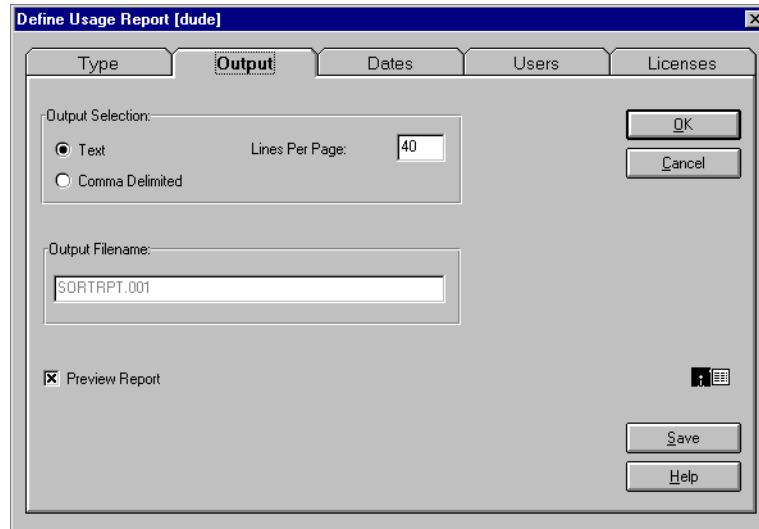 Define Usage Report [dude]
Type Output Dates Users Licenses
Output Selection:
Text Lines Per Page: 40
Comma Delimited
OK
Cancel
Output Filename:
SORTRPT.001
Preview Report
Save
Help